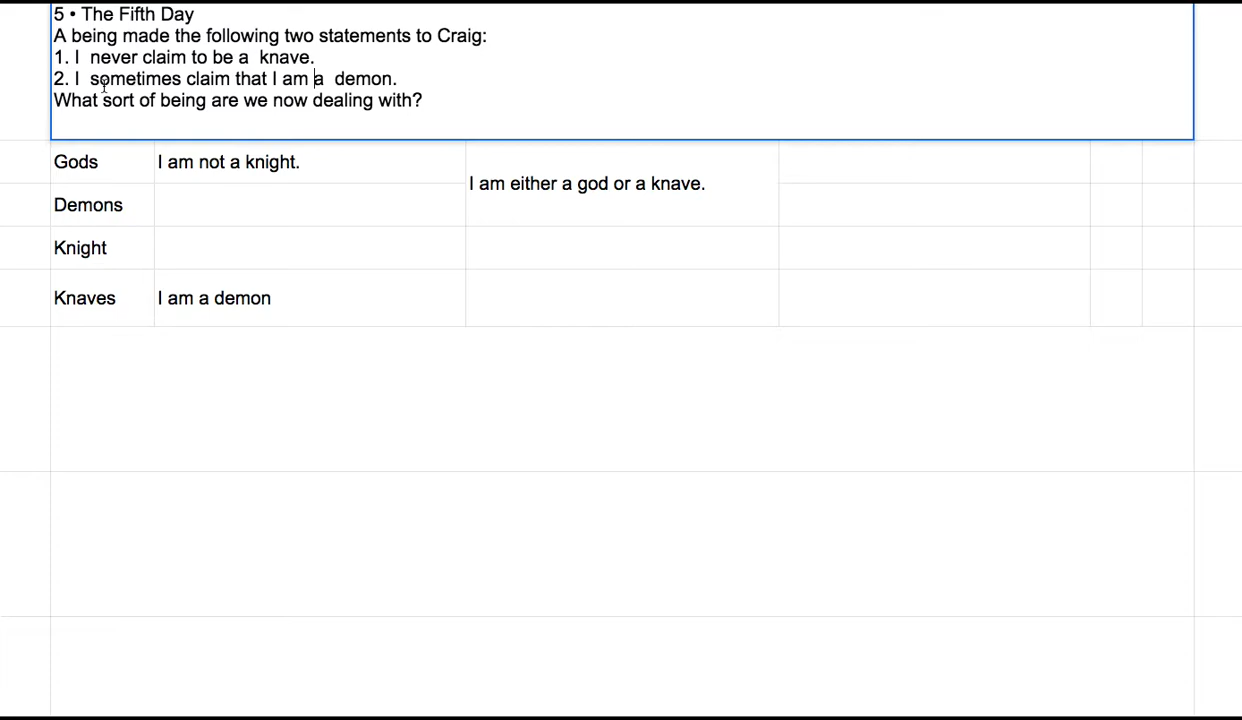 5 • The Fifth Day
A being made the following two statements to Craig:
1. I  never claim to be a  knave.
2. I  sometimes claim that I am a  demon.
What sort of being are we now dealing with?
Gods
I am not a knight.
I am either a god or a knave.
Demons
Knight
Knaves
I am a demon